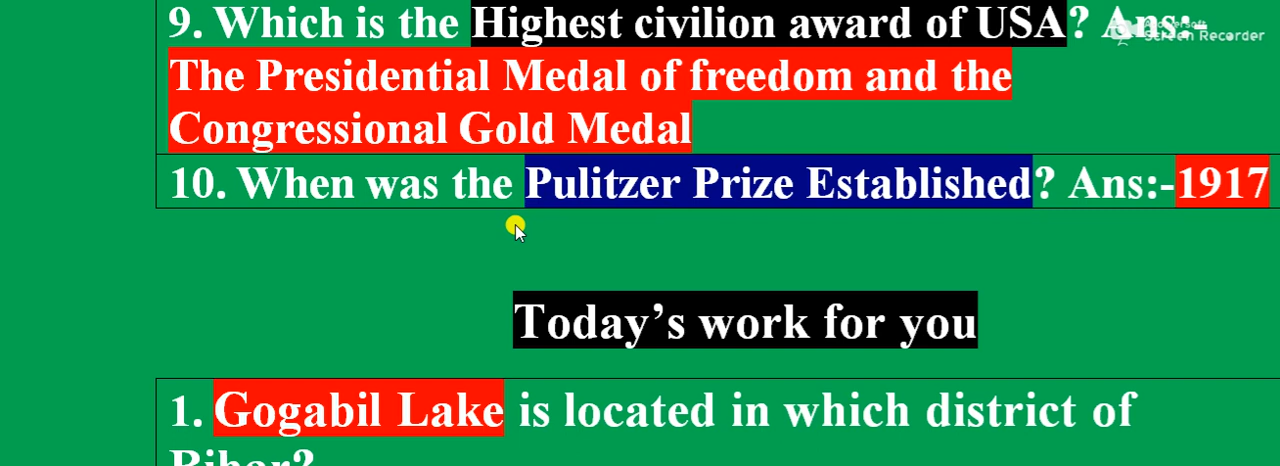 9. Which is the Highest civilion award of USA? Ans:-
Screen Recorder
The Presidential Medal of freedom and the
Congressional Gold Medal
10. When was the Pulitzer Prize Established? Ans:-1917
Today's work for you
1. Gogabil Lake is located in which district of
Bihar?